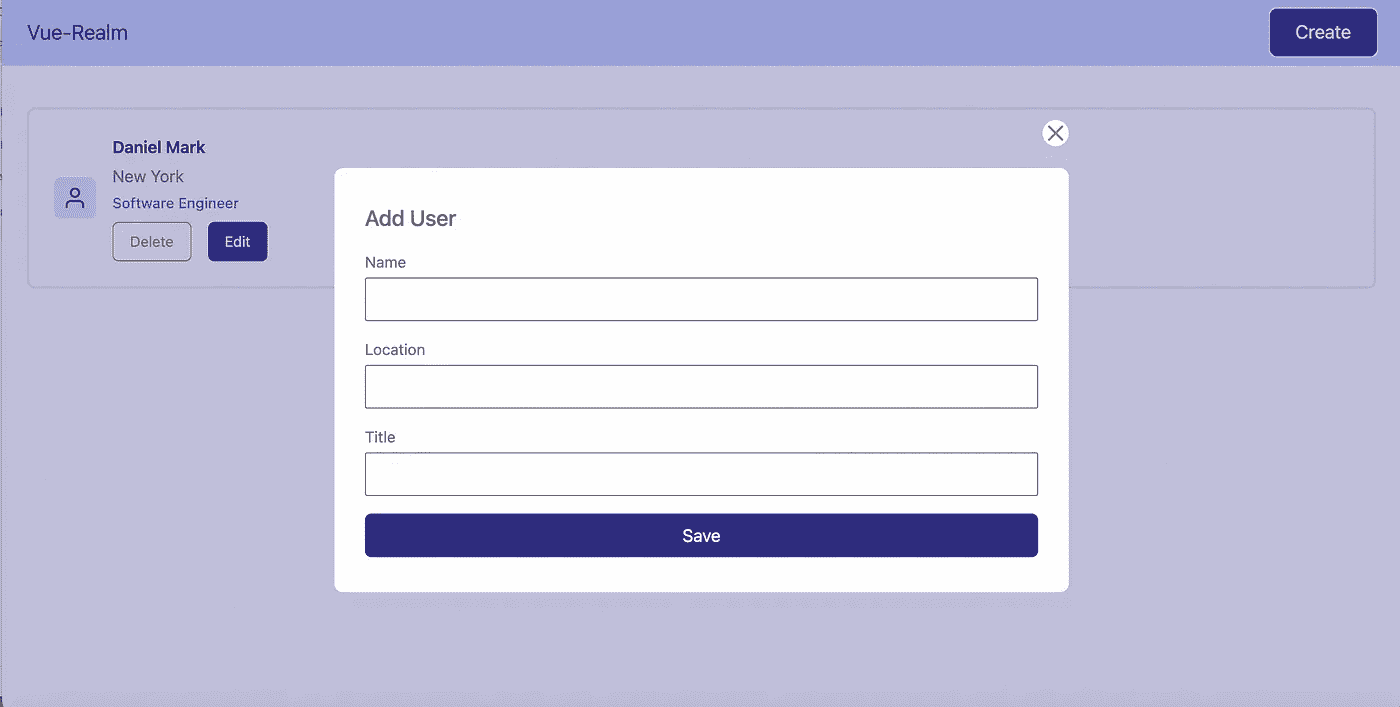 Vue-Realm
Create
Daniel Mark
New York
Software Engineer
Delete
Edit
Add User
Name
Location
Title
Save